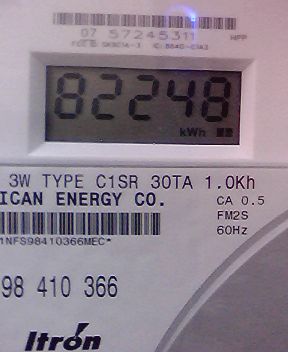 07 57245311
82248
kWh
3W TYPE C1SR 30TA 1.0Kh
ICAN ENERGY CO.
CA 0.5
FM2S
60Hz
1NFS98410366MEC*
98 410 366
Itrón